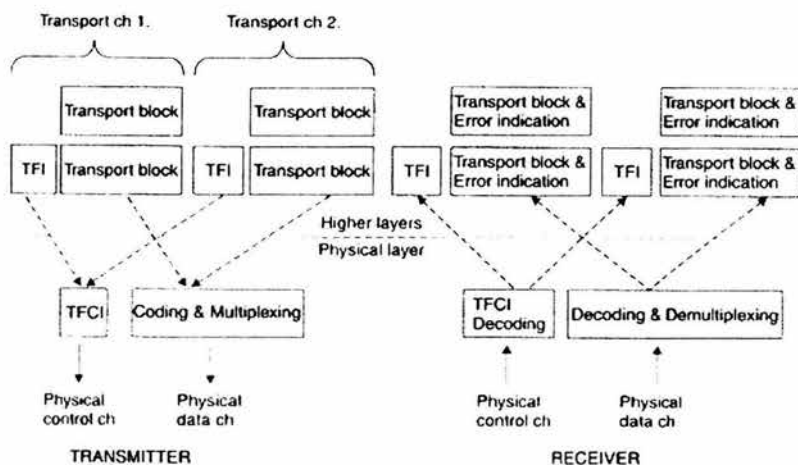 Transport ch 1.
Transport ch 2.
Transport block
Transport block
Transport block &
Error indication
Transport block &
Error indication
TFI
Transport block
TFI
Transport block
TFI
Transport block &
Error indication
TFI
Transport block &
Error indication
Higher layers
Physical layer
TFCI
Coding & Multiplexing
TFCI
Decoding
Decoding & Demultiplexing
Physical
control ch
Physical
data ch
Physical
control ch
Physical
data ch
TRANSMITTER
RECEIVER